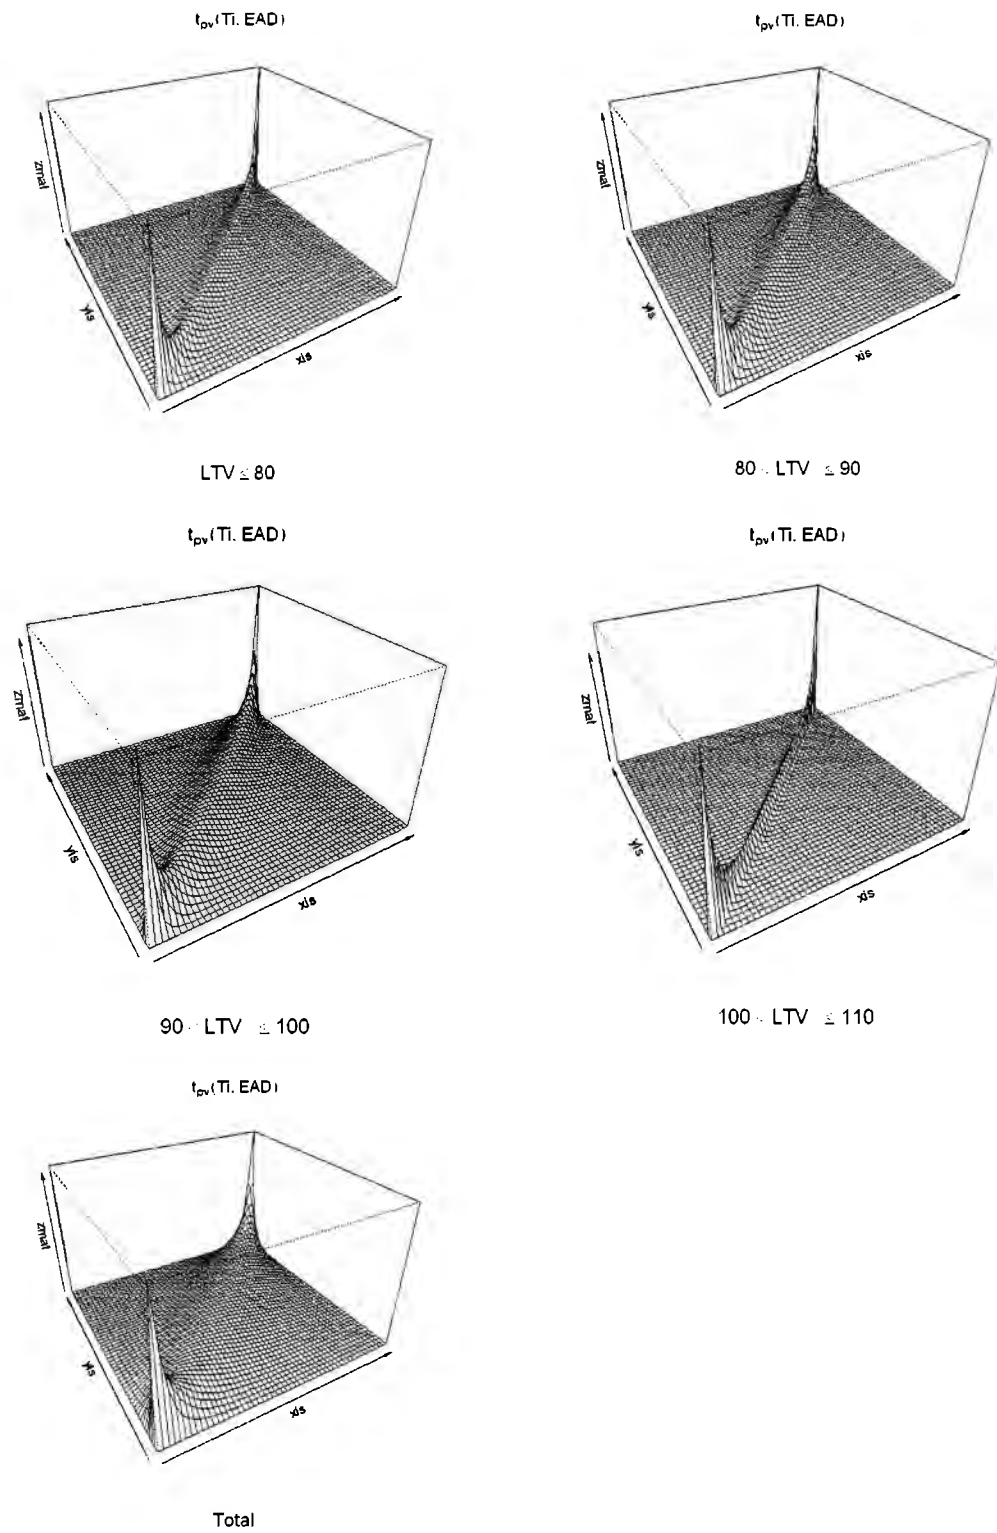 t_pv(Ti. EAD)
zmat
yis
xis
LTV ≤ 80
t_pv(Ti. EAD)
zmat
yis
xis
80 < LTV ≤ 90
t_pv(Ti. EAD)
zmat
yis
xis
90 < LTV ≤ 100
t_pv(Ti. EAD)
zmat
yis
xis
100 < LTV ≤ 110
t_pv(Ti. EAD)
zmat
yis
xis
Total